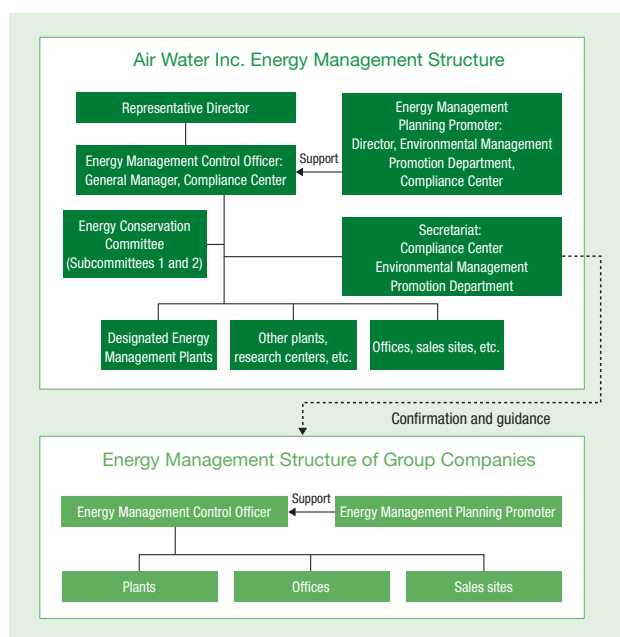 Air Water Inc. Energy Management Structure
Representative Director
Energy Management
Planning Promoter:
Director, Environmental Management
Promotion Department,
Compliance Center
Support
Energy Management Control Officer:
General Manager, Compliance Center
Energy Conservation
Committee
(Subcommittees 1 and 2)
Secretariat:
Compliance Center
Environmental Management
Promotion Department
Designated Energy
Management Plants
Other plants,
research centers, etc.
Offices, sales sites, etc.
Confirmation and guidance
Energy Management Structure of Group Companies
Energy Management Control Officer
Support
Energy Management Planning Promoter
Plants
Offices
Sales sites